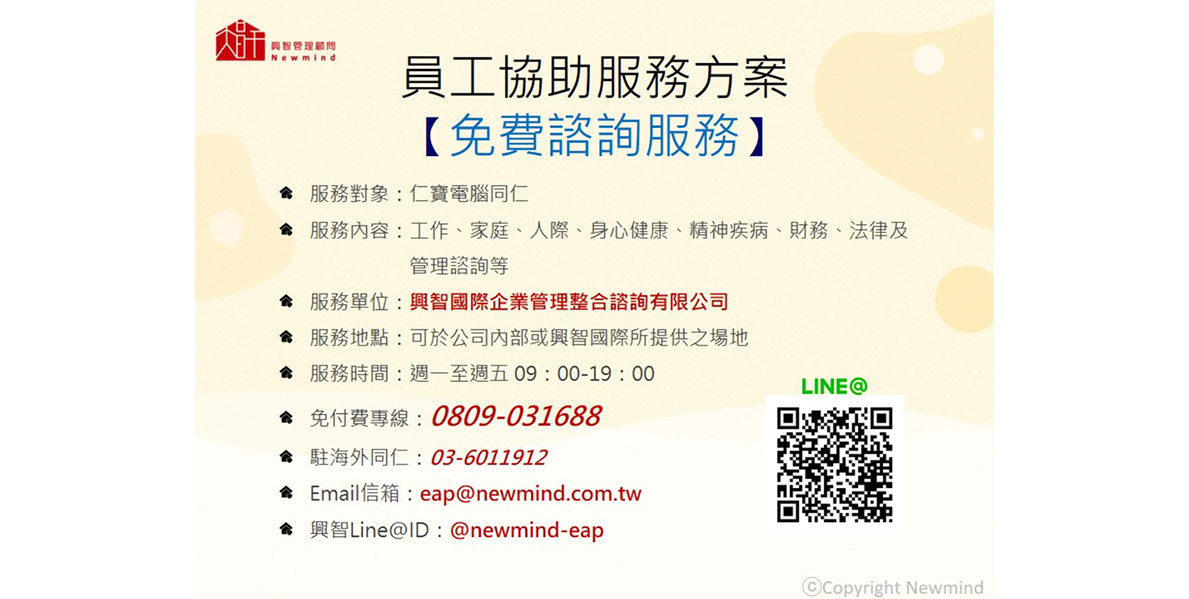 興智管理顧問
Newmind
員工協助服務方案
【免費諮詢服務】
服務對象：仁寶電腦同仁
服務內容：工作、家庭、人際、身心健康、精神疾病、財務、法律及
管理諮詢等
服務單位：興智國際企業管理整合諮詢有限公司
服務地點：可於公司內部或興智國際所提供之場地
服務時間：週一至週五 09：00-19：00
免付費專線：0809-031688
駐海外同仁：03-6011912
Email信箱：eap@newmind.com.tw
興智Line@ID：@newmind-eap
LINE@
ⓒCopyright Newmind